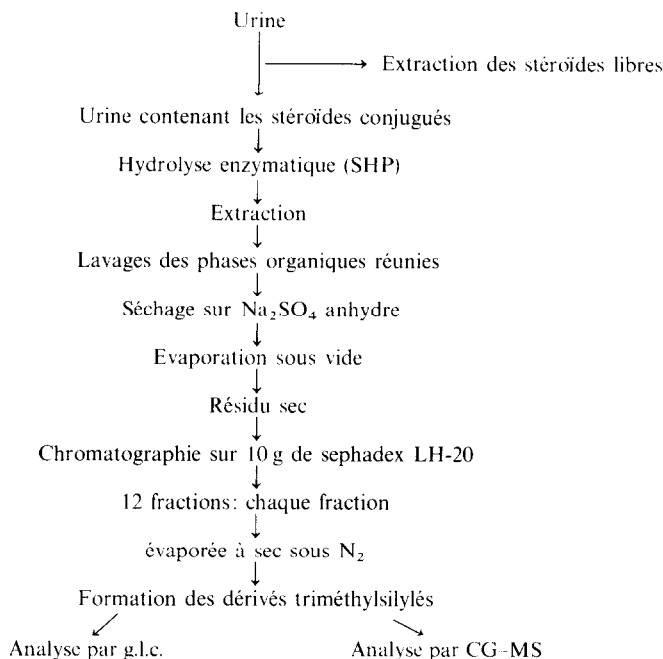 Urine
Extraction des stéroïdes libres
Urine contenant les stéroïdes conjugués
Hydrolyse enzymatique (SHP)
Extraction
Lavages des phases organiques réunies
Séchage sur Na₂SO₄ anhydre
Evaporation sous vide
Résidu sec
Chromatographie sur 10 g de sephadex LH-20
12 fractions: chaque fraction
évaporée à sec sous N₂
Formation des dérivés triméthylsilylés
Analyse par g.l.c.
Analyse par CG–MS